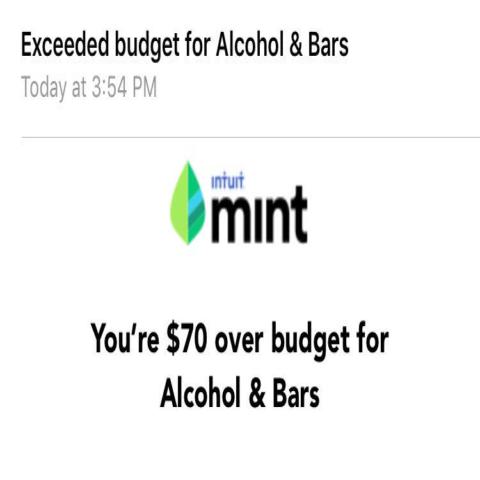 Exceeded budget for Alcohol & Bars
Today at 3:54 PM
intuit
mint
You're $70 over budget for
Alcohol & Bars